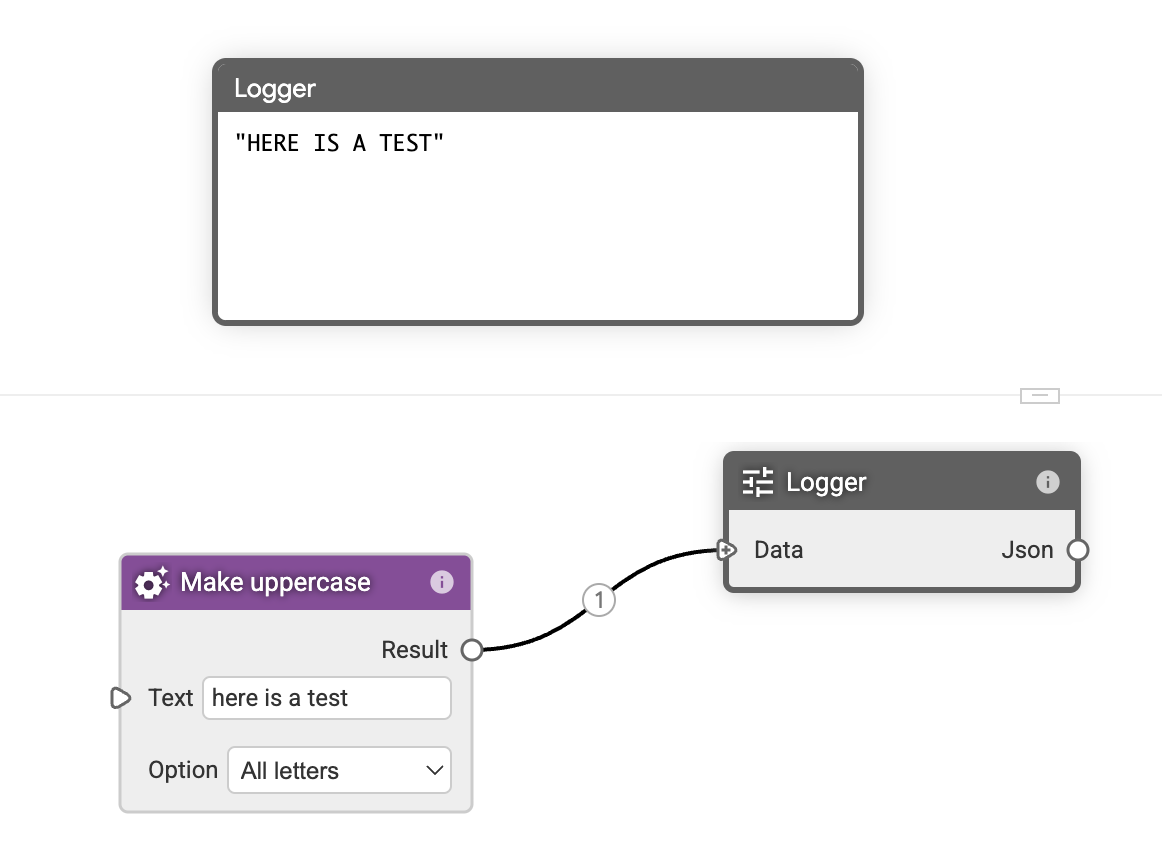 Logger
"HERE IS A TEST"
Logger
Data Json
1
Make uppercase
Result
Text here is a test
Option All letters